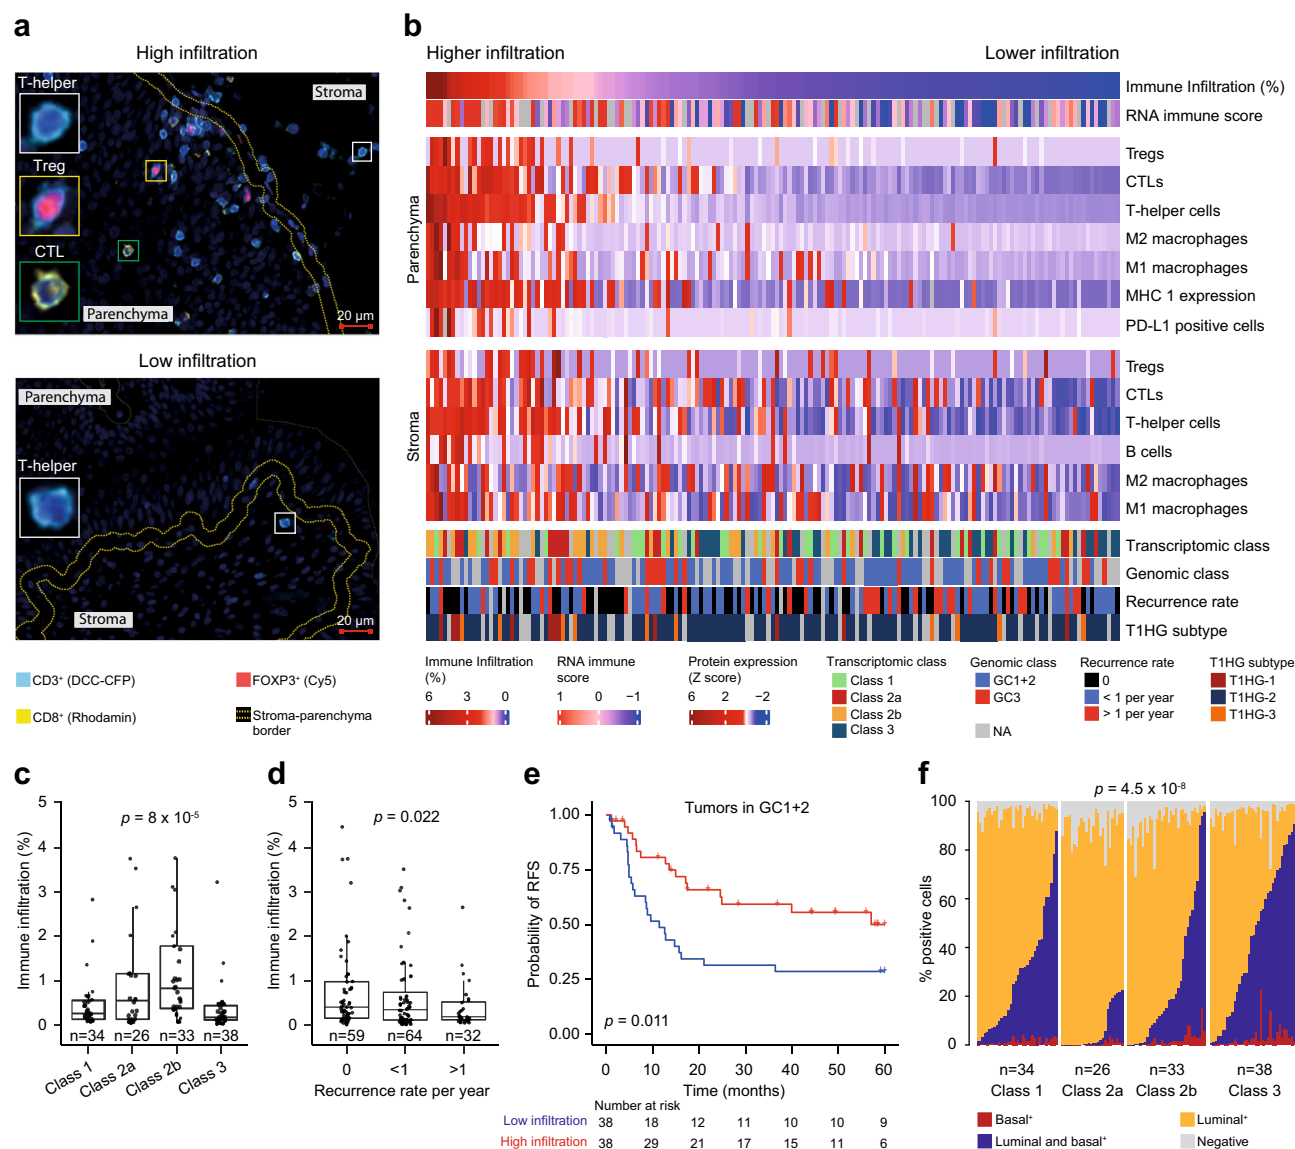 a
High infiltration
T-helper
Treg
CTL
Stroma
Parenchyma
20 µm
Low infiltration
Parenchyma
T-helper
Stroma
20 µm
CD3⁺ (DCC-CFP)
FOXP3⁺ (Cy5)
CD8⁺ (Rhodamin)
Stroma-parenchyma
border
b
Higher infiltration
Lower infiltration
Immune Infiltration (%)
RNA immune score
Parenchyma
Tregs
CTLs
T-helper cells
M2 macrophages
M1 macrophages
MHC 1 expression
PD-L1 positive cells
Stroma
Tregs
CTLs
T-helper cells
B cells
M2 macrophages
M1 macrophages
Transcriptomic class
Genomic class
Recurrence rate
T1HG subtype
Immune Infiltration
(%)
6 3 0
RNA immune
score
1 0 −1
Protein expression
(Z score)
6 2 −2
Transcriptomic class
Class 1
Class 2a
Class 2b
Class 3
Genomic class
GC1+2
GC3
NA
Recurrence rate
0
< 1 per year
> 1 per year
T1HG subtype
T1HG-1
T1HG-2
T1HG-3
c
Immune infiltration (%)
5
4
3
2
1
0
p = 8 x 10⁻⁵
n=34 n=26 n=33 n=38
Class 1 Class 2a Class 2b Class 3
d
Immune infiltration (%)
5
4
3
2
1
0
p = 0.022
n=59 n=64 n=32
0 <1 >1
Recurrence rate per year
e
Tumors in GC1+2
Probability of RFS
1.00
0.75
0.50
0.25
0.00
p = 0.011
0 10 20 30 40 50 60
Time (months)
Number at risk
Low infiltration 38 18 12 11 10 10 9
High infiltration 38 29 21 17 15 11 6
f
p = 4.5 x 10⁻⁸
% positive cells
100
80
60
40
20
0
n=34 n=26 n=33 n=38
Class 1 Class 2a Class 2b Class 3
Basal⁺
Luminal⁺
Luminal and basal⁺
Negative